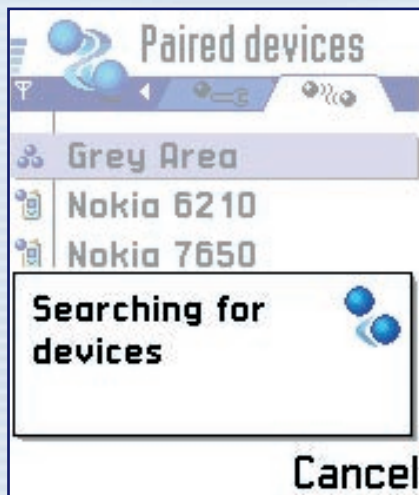 Paired devices
Grey Area
Nokia 6210
Nokia 7650
Searching for
devices
Cancel